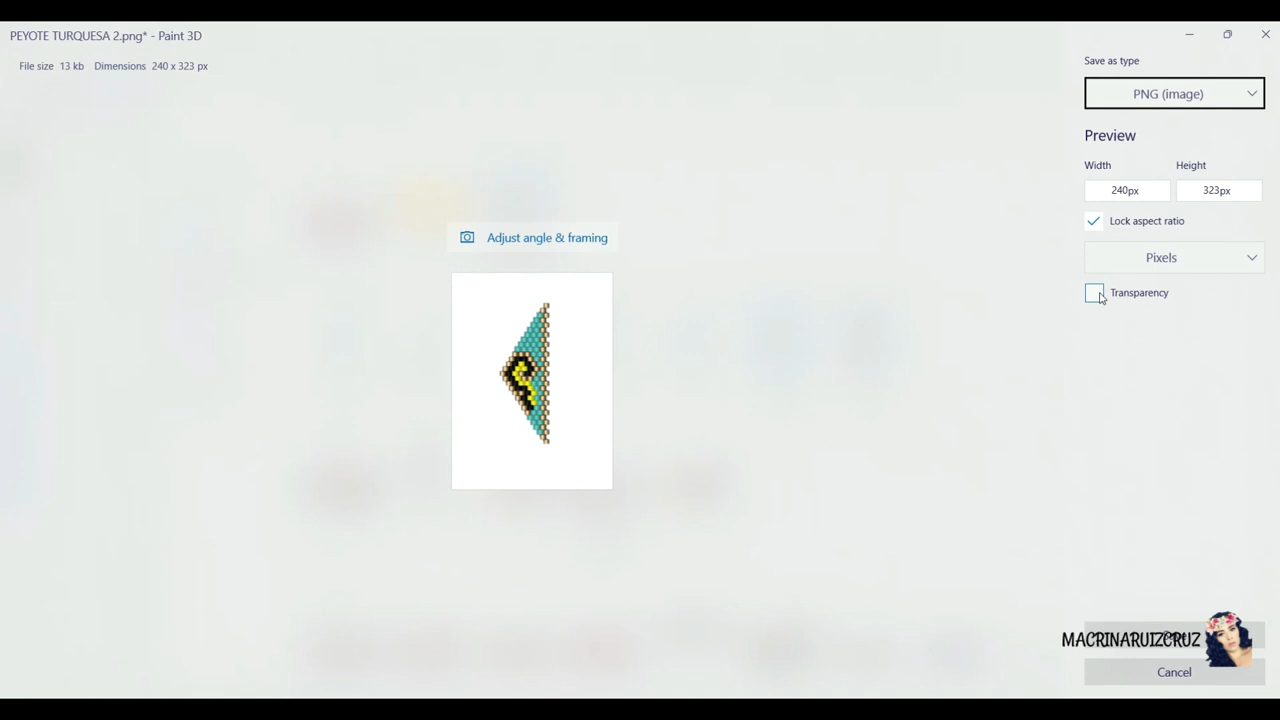 PEYOTE TURQUESA 2.png* - Paint 3D
File size 13 kb Dimensions 240 x 323 px
Save as type
PNG (image)
Preview
Width Height
240px 323px
Lock aspect ratio
Pixels
Transparency
Adjust angle & framing
MACRINARUIZCRUZ
Cancel